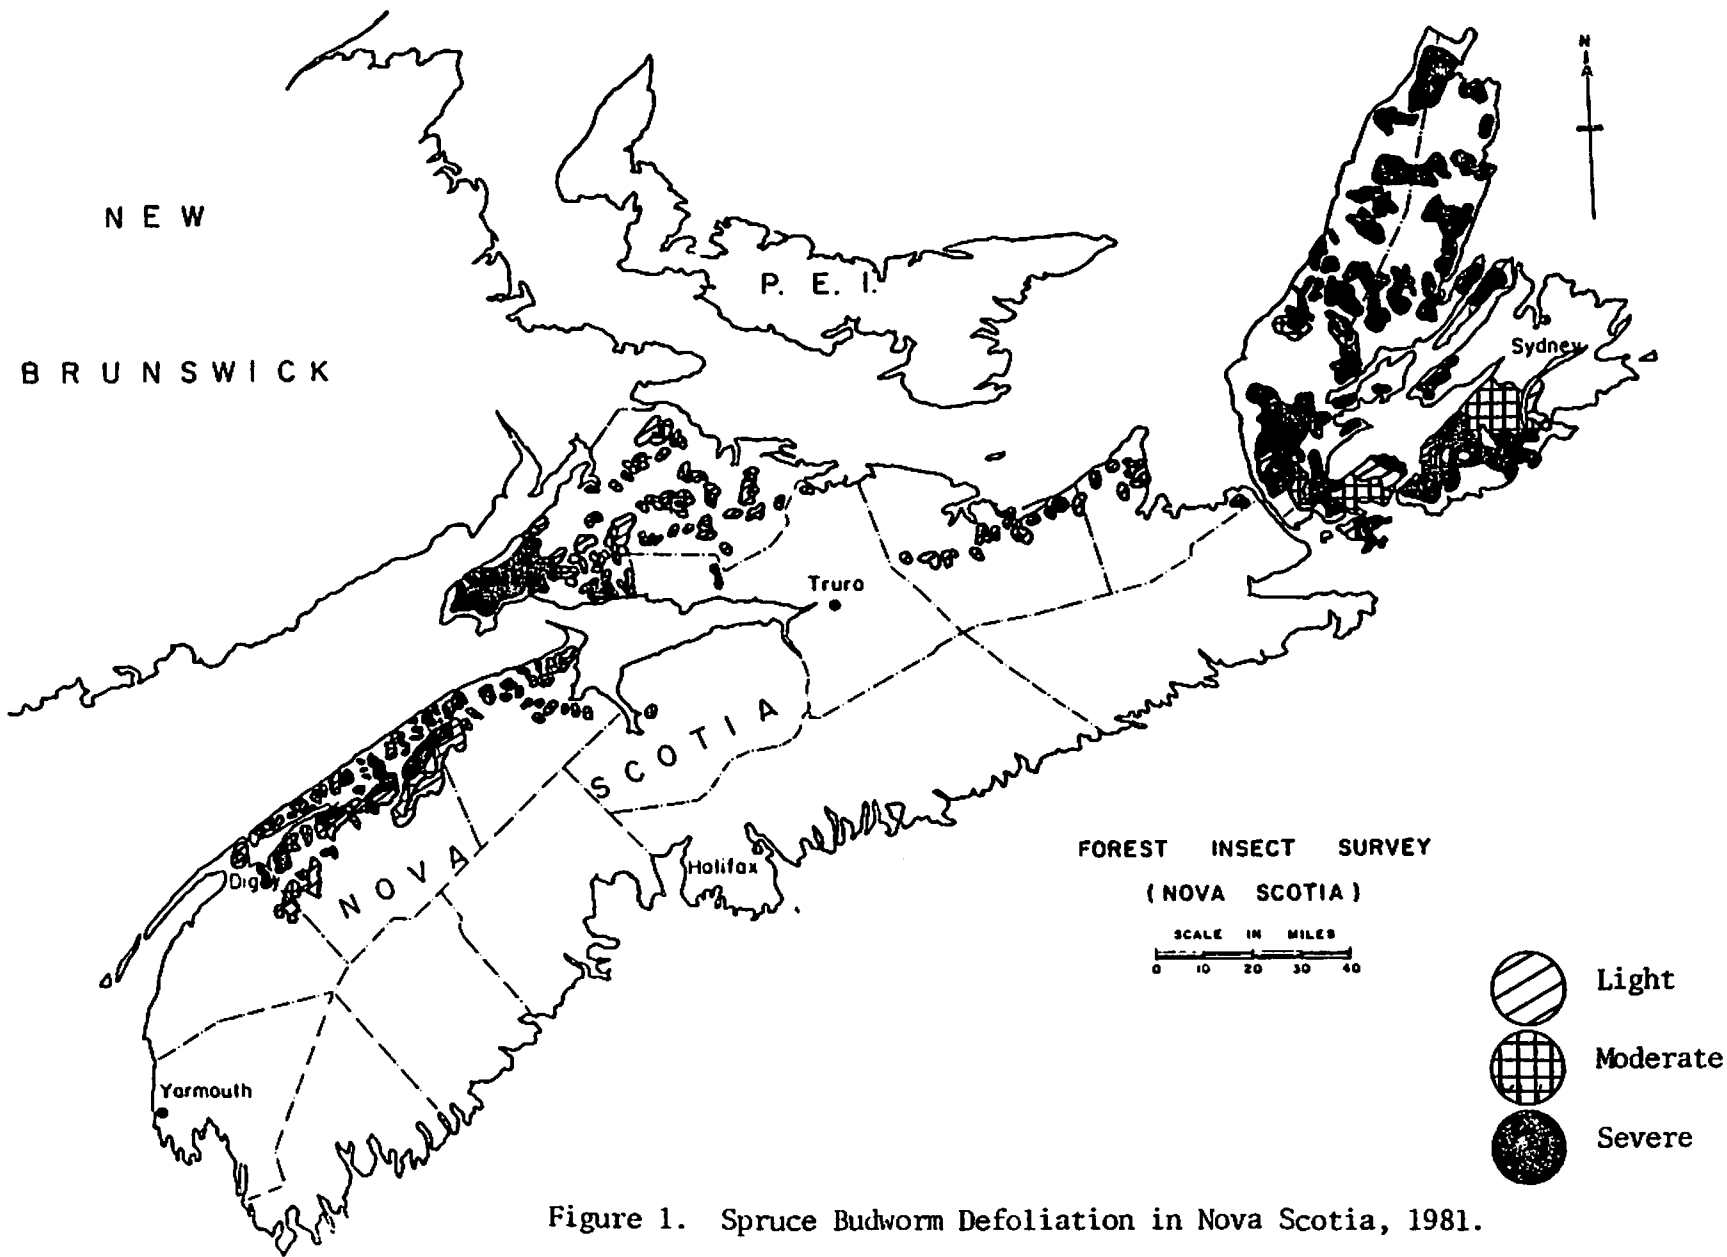 N
NEW
P. E. I.
BRUNSWICK
Sydney
Truro
NOVA SCOTIA
Digby
Halifax
Yarmouth
FOREST INSECT SURVEY
(NOVA SCOTIA)
SCALE IN MILES
0 10 20 30 40
Light
Moderate
Severe
Figure 1. Spruce Budworm Defoliation in Nova Scotia, 1981.